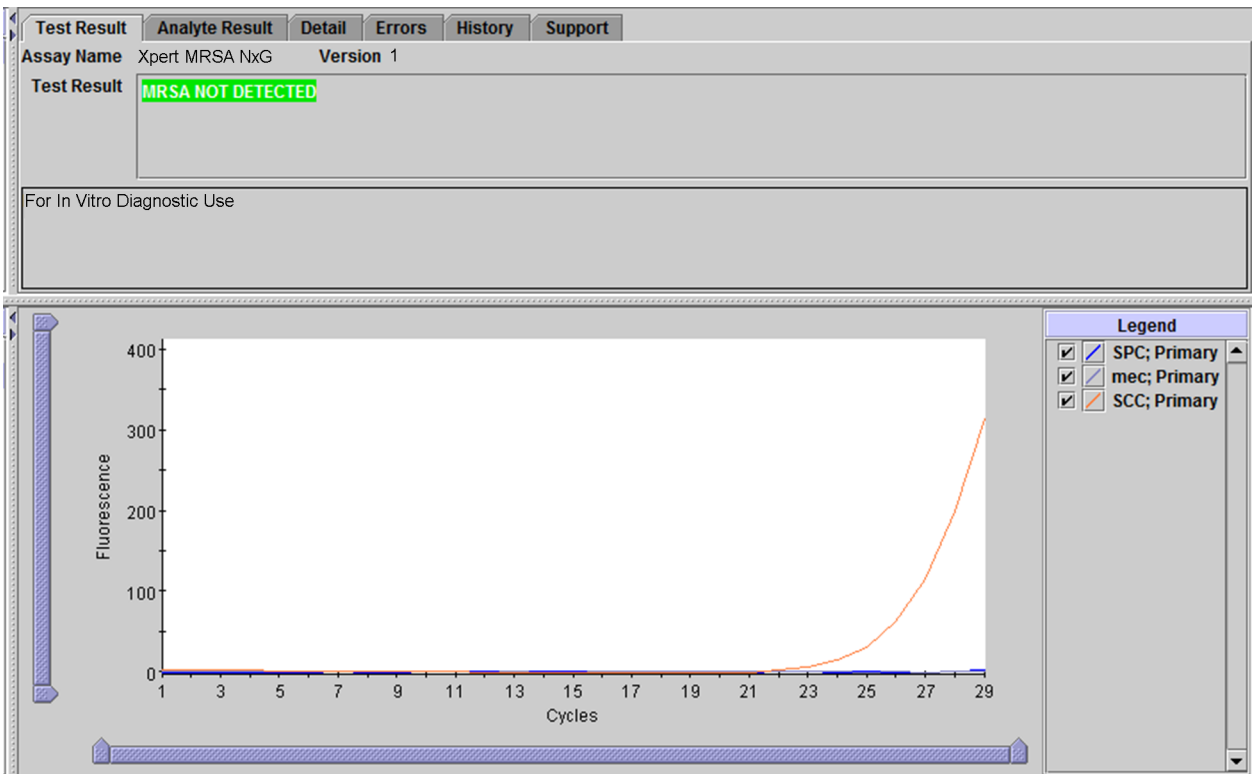 Test Result Analyte Result Detail Errors History Support
Assay Name Xpert MRSA NxG Version 1
Test Result MRSA NOT DETECTED
For In Vitro Diagnostic Use
Legend
SPC; Primary
mec; Primary
SCC; Primary
400
300
200
100
0
Fluorescence
1 3 5 7 9 11 13 15 17 19 21 23 25 27 29
Cycles